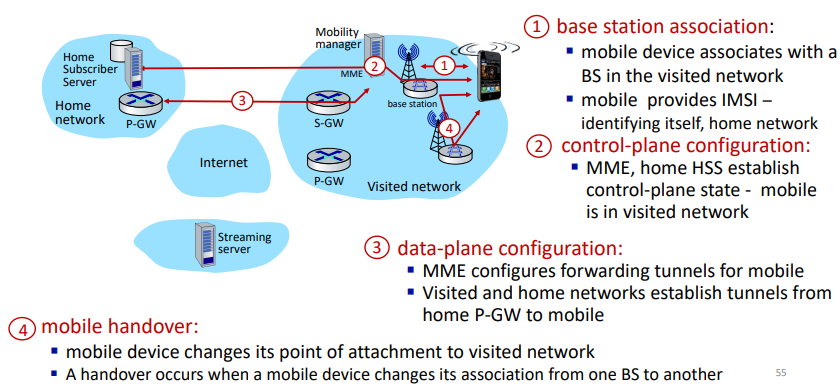 Mobility
manager
Home
Subscriber
Server
MME
base station
Home
network
P-GW
S-GW
P-GW
Internet
Visited network
Streaming
server
1
2
3
4
1 base station association:
▪ mobile device associates with a
BS in the visited network
▪ mobile provides IMSI –
identifying itself, home network
2 control-plane configuration:
▪ MME, home HSS establish
control-plane state - mobile
is in visited network
3 data-plane configuration:
▪ MME configures forwarding tunnels for mobile
▪ Visited and home networks establish tunnels from
home P-GW to mobile
4 mobile handover:
▪ mobile device changes its point of attachment to visited network
▪ A handover occurs when a mobile device changes its association from one BS to another
55